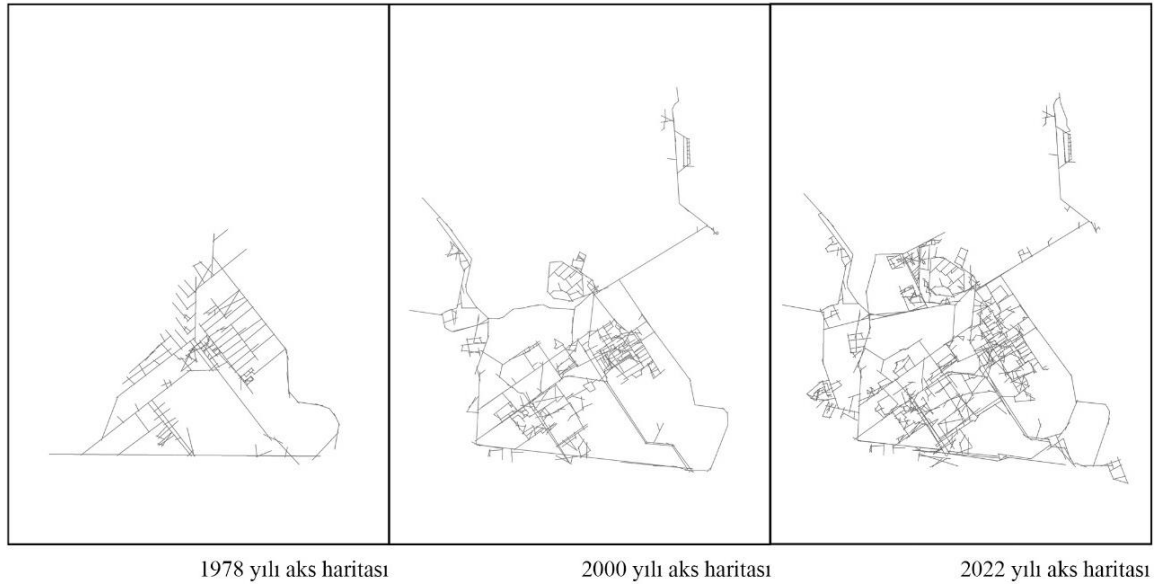 1978 yılı aks haritası
2000 yılı aks haritası
2022 yılı aks haritası